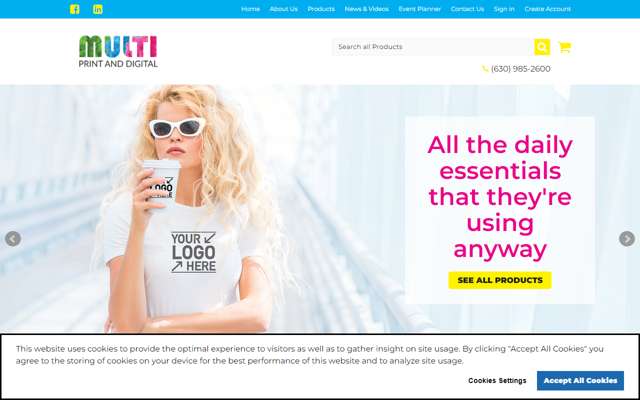 Home About Us Products News & Videos Event Planner Contact Us Sign in Create Account
MULTI
PRINT AND DIGITAL
Search all Products
(630) 985-2600
All the daily
essentials
that they're
using
anyway
SEE ALL PRODUCTS
YOUR
LOGO
HERE
YOUR
LOGO
HERE
This website uses cookies to provide the optimal experience to visitors as well as to gather insight on site usage. By clicking "Accept All Cookies" you
agree to the storing of cookies on your device for the best performance of this website and to analyze site usage.
Cookies Settings Accept All Cookies